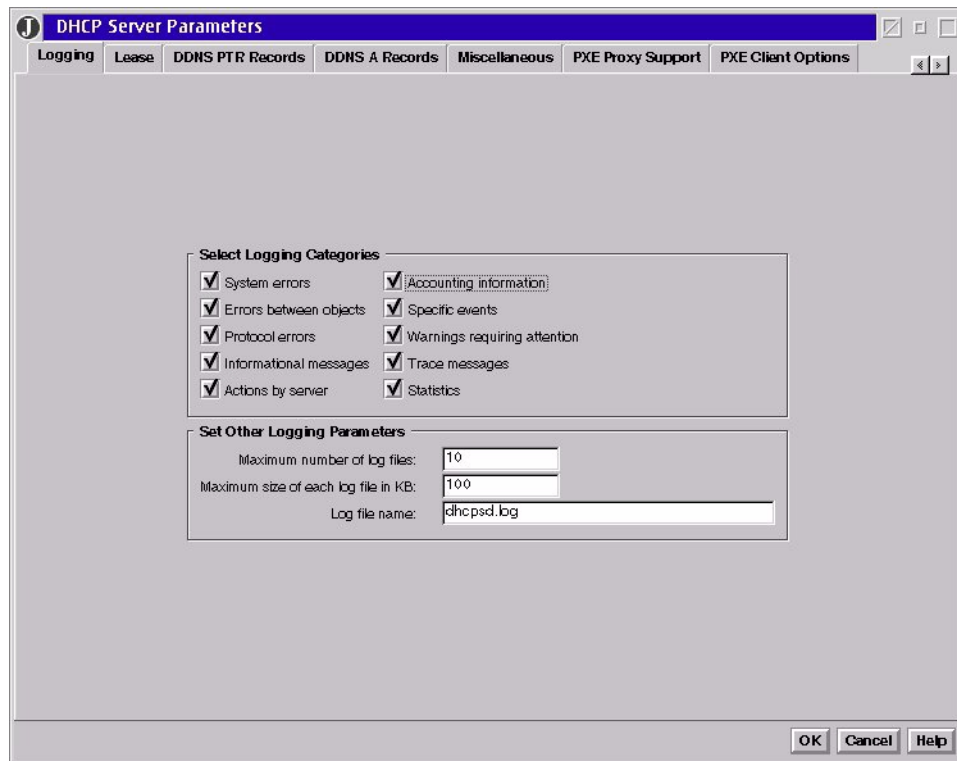 J DHCP Server Parameters
Logging Lease DDNS PTR Records DDNS A Records Miscellaneous PXE Proxy Support PXE Client Options
Select Logging Categories
System errors Accounting information
Errors between objects Specific events
Protocol errors Warnings requiring attention
Informational messages Trace messages
Actions by server Statistics
Set Other Logging Parameters
Maximum number of log files: 10
Maximum size of each log file in KB: 100
Log file name: dhcpsd.log
OK Cancel Help